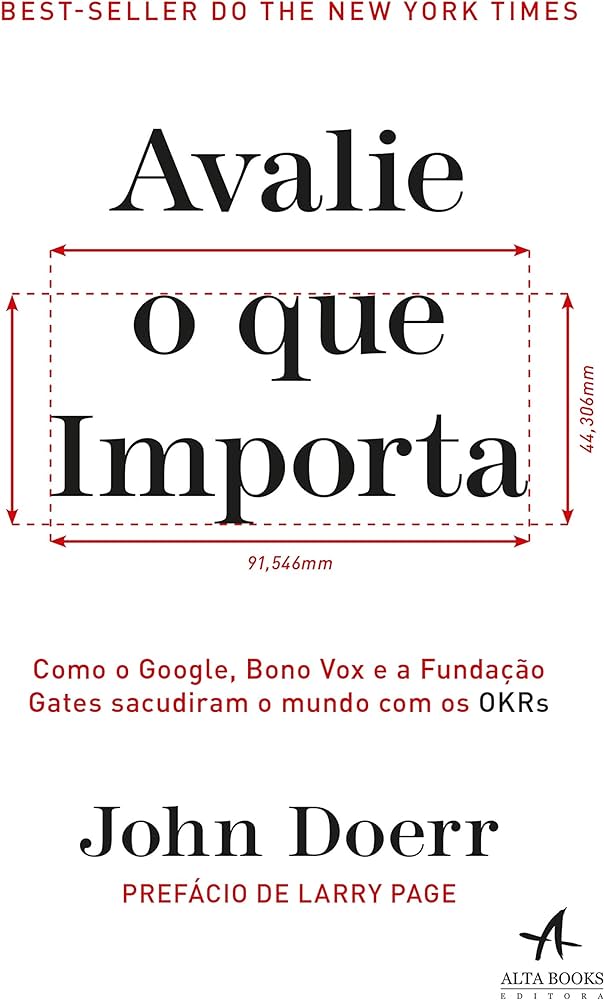 BEST-SELLER DO THE NEW YORK TIMES
Avalie
o que
Importa
44,306mm
91,546mm
Como o Google, Bono Vox e a Fundação
Gates sacudiram o mundo com os OKRs
John Doerr
PREFÁCIO DE LARRY PAGE
ALTA BOOKS
EDITORA